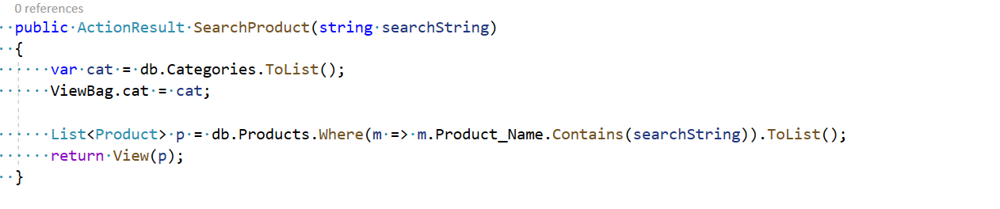 0 references
public ActionResult SearchProduct(string searchString)
{
var cat = db.Categories.ToList();
ViewBag.cat = cat;
List<Product> p = db.Products.Where(m => m.Product_Name.Contains(searchString)).ToList();
return View(p);
}